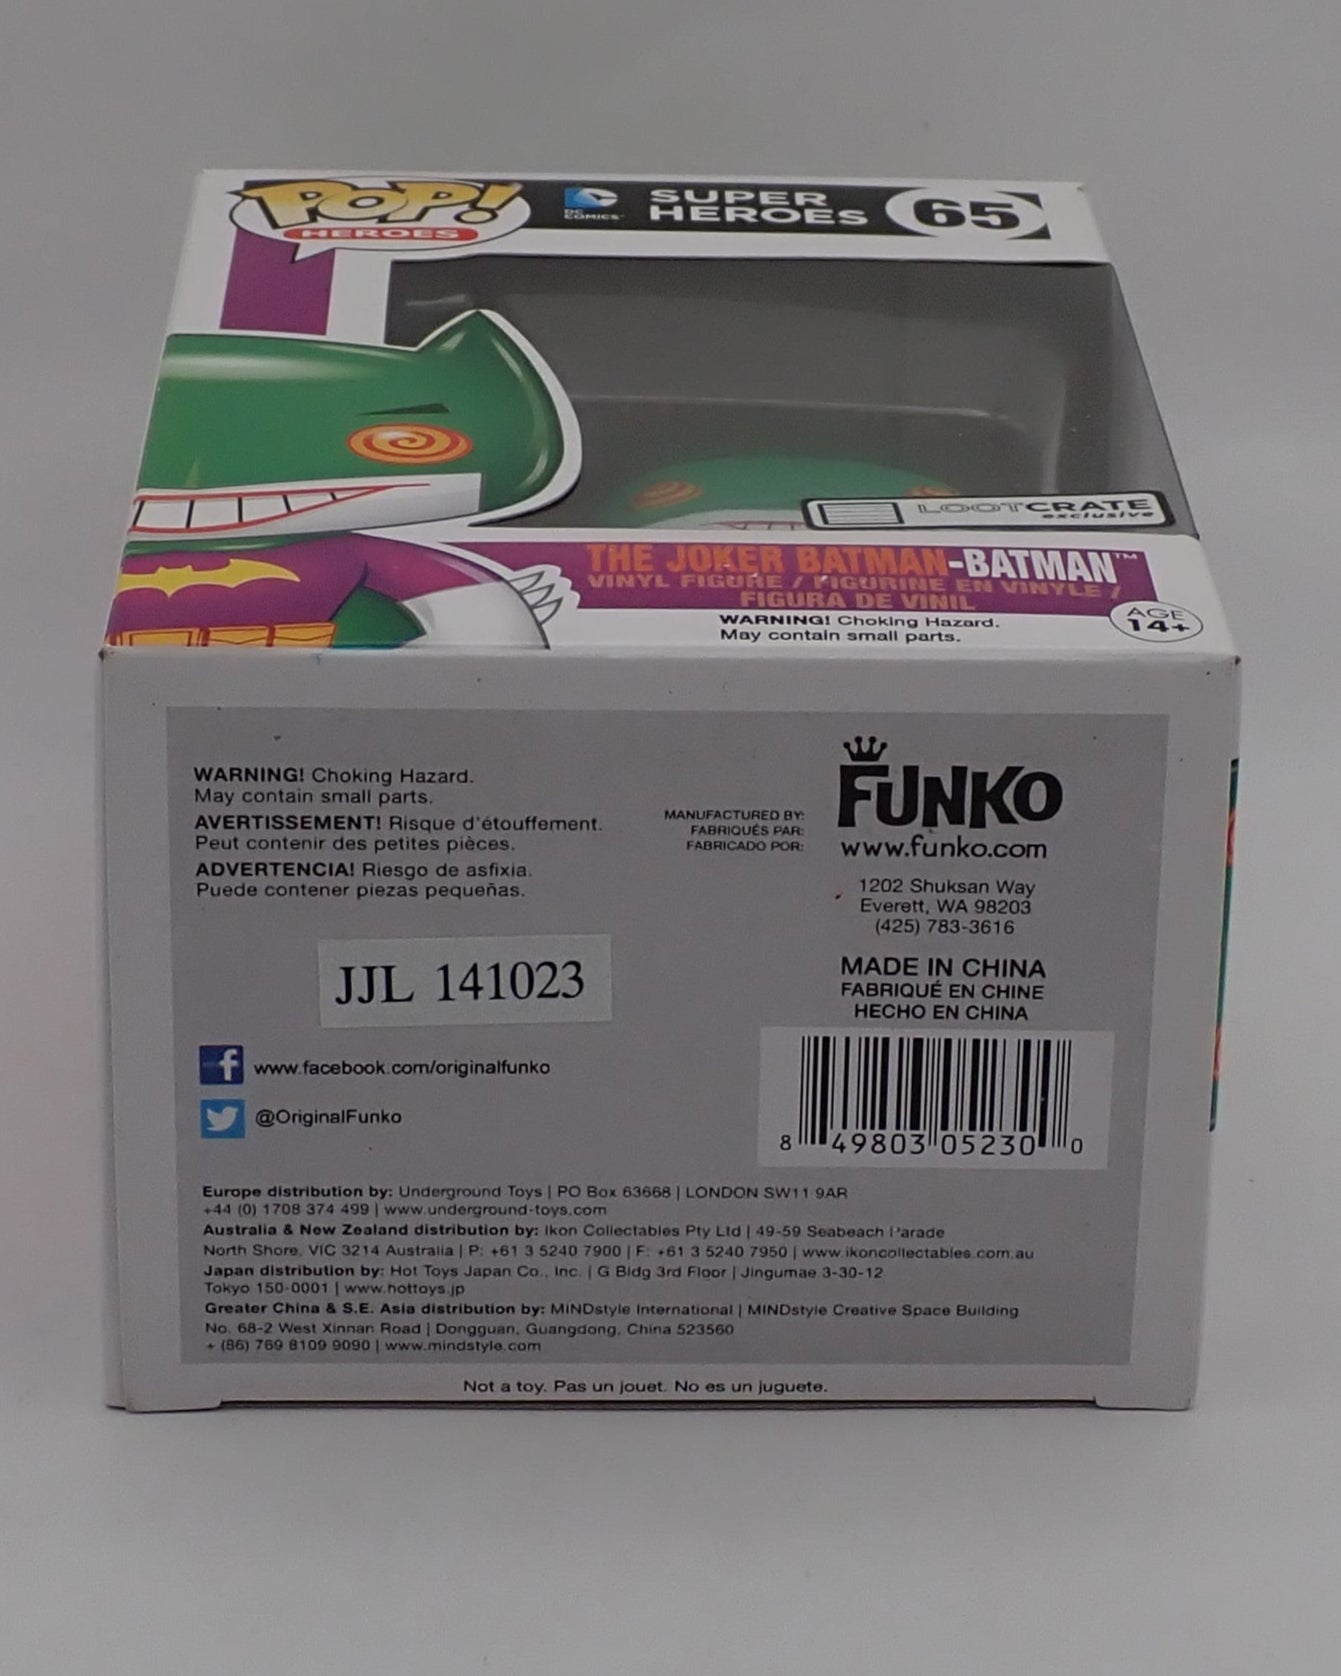 POP!
HEROES
DC
COMICS™
SUPER
HEROES
65
LOOTCRATE
exclusive
THE JOKER BATMAN-BATMAN™
VINYL FIGURE / FIGURINE EN VINYLE /
FIGURA DE VINIL
WARNING! Choking Hazard.
May contain small parts.
AGE
14+
WARNING! Choking Hazard.
May contain small parts.
AVERTISSEMENT! Risque d'étouffement.
Peut contenir des petites pièces.
ADVERTENCIA! Riesgo de asfixia.
Puede contener piezas pequeñas.
MANUFACTURED BY:
FABRIQUÉS PAR:
FABRICADO POR:
FUNKO
www.funko.com
1202 Shuksan Way
Everett, WA 98203
(425) 783-3616
MADE IN CHINA
FABRIQUÉ EN CHINE
HECHO EN CHINA
JJL 141023
f www.facebook.com/originalfunko
@OriginalFunko
8 49803 05230 0
Europe distribution by: Underground Toys | PO Box 63668 | LONDON SW11 9AR
+44 (0) 1708 374 499 | www.underground-toys.com
Australia & New Zealand distribution by: Ikon Collectables Pty Ltd | 49-59 Seabeach Parade
North Shore, VIC 3214 Australia | P: +61 3 5240 7900 | F: +61 3 5240 7950 | www.ikoncollectables.com.au
Japan distribution by: Hot Toys Japan Co., Inc. | G Bldg 3rd Floor | Jingumae 3-30-12
Tokyo 150-0001 | www.hottoys.jp
Greater China & S.E. Asia distribution by: MINDstyle International | MINDstyle Creative Space Building
No. 68-2 West Xinnan Road | Dongguan, Guangdong, China 523560
+ (86) 769 8109 9090 | www.mindstyle.com
Not a toy. Pas un jouet. No es un juguete.